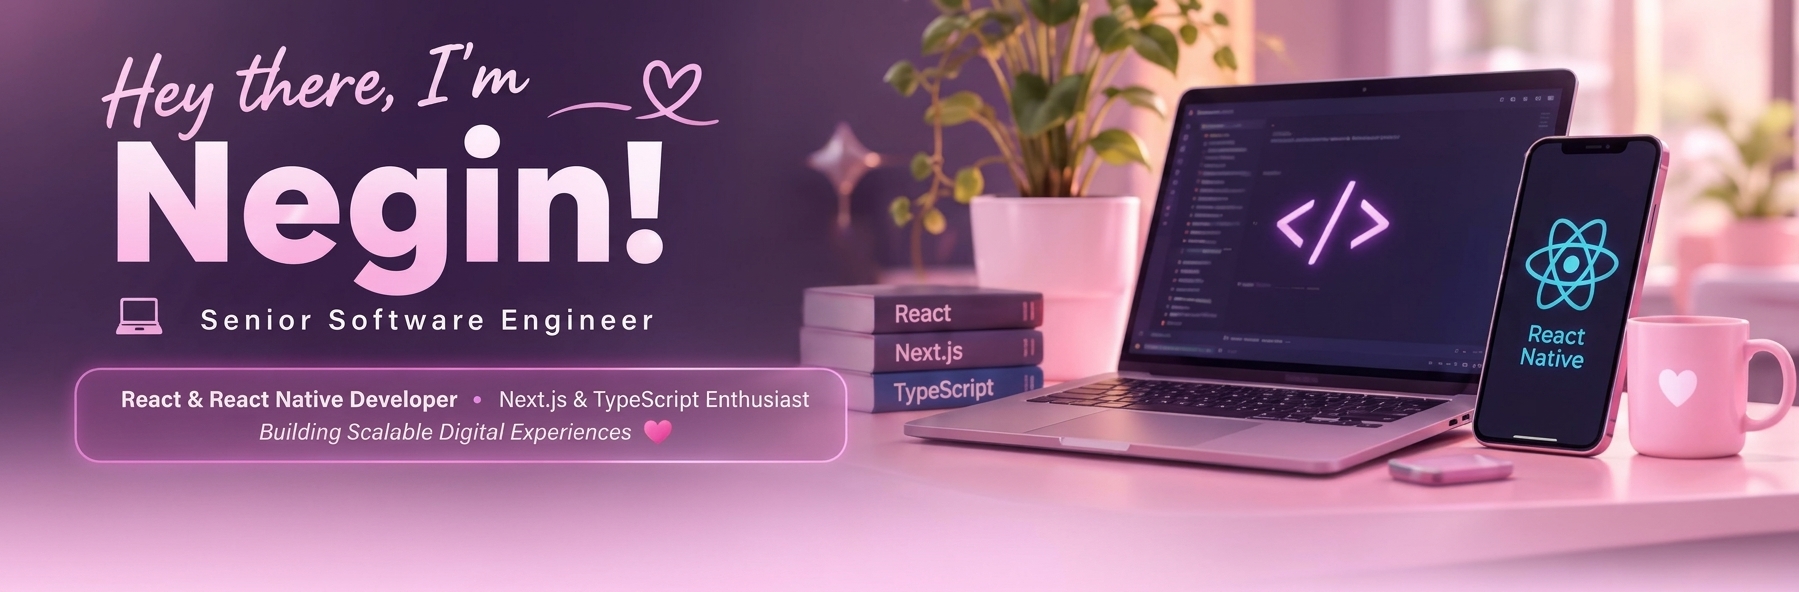 Hey there, I'm
Negin!
Senior Software Engineer
React & React Native Developer • Next.js & TypeScript Enthusiast
Building Scalable Digital Experiences
React
Next.js
TypeScript
</>
React
Native